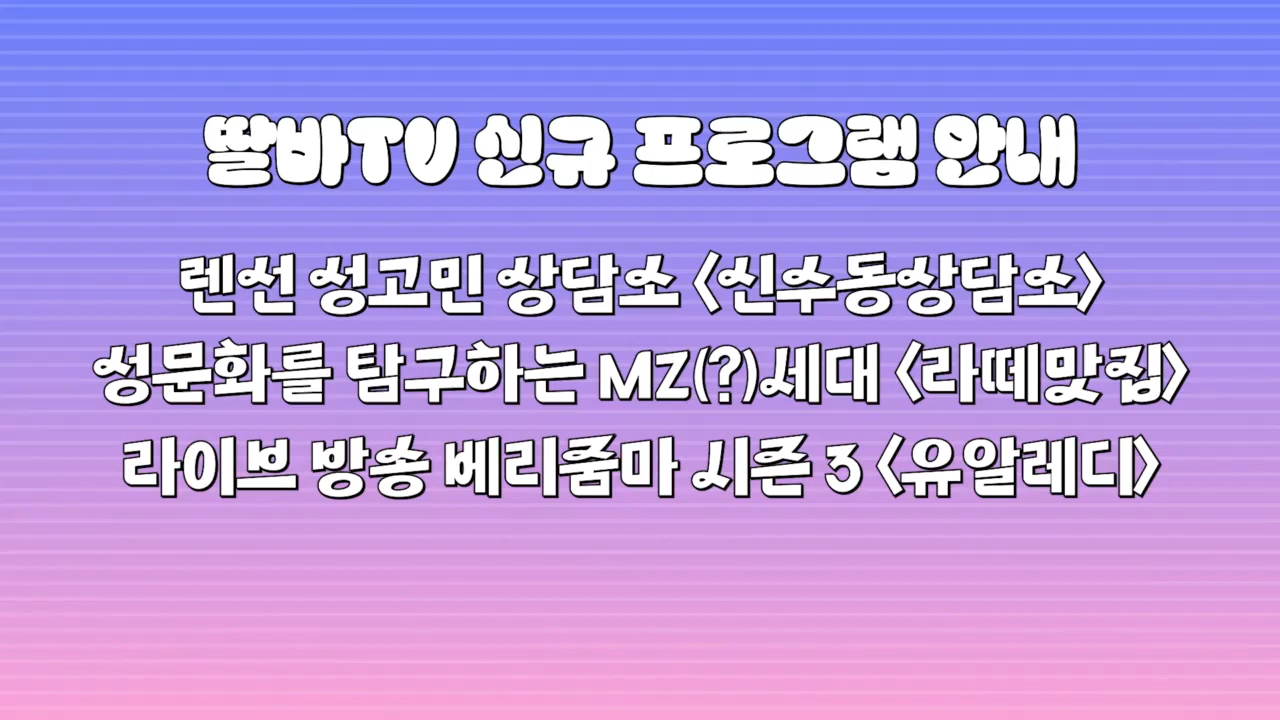 딸바TV 신규 프로그램 안내
렌선 성고민 상담소 <신수동상담소>
성문화를 탐구하는 MZ(?)세대 <라떼맛집>
라이브 방송 베리줌마 시즌 3 <유알레디>